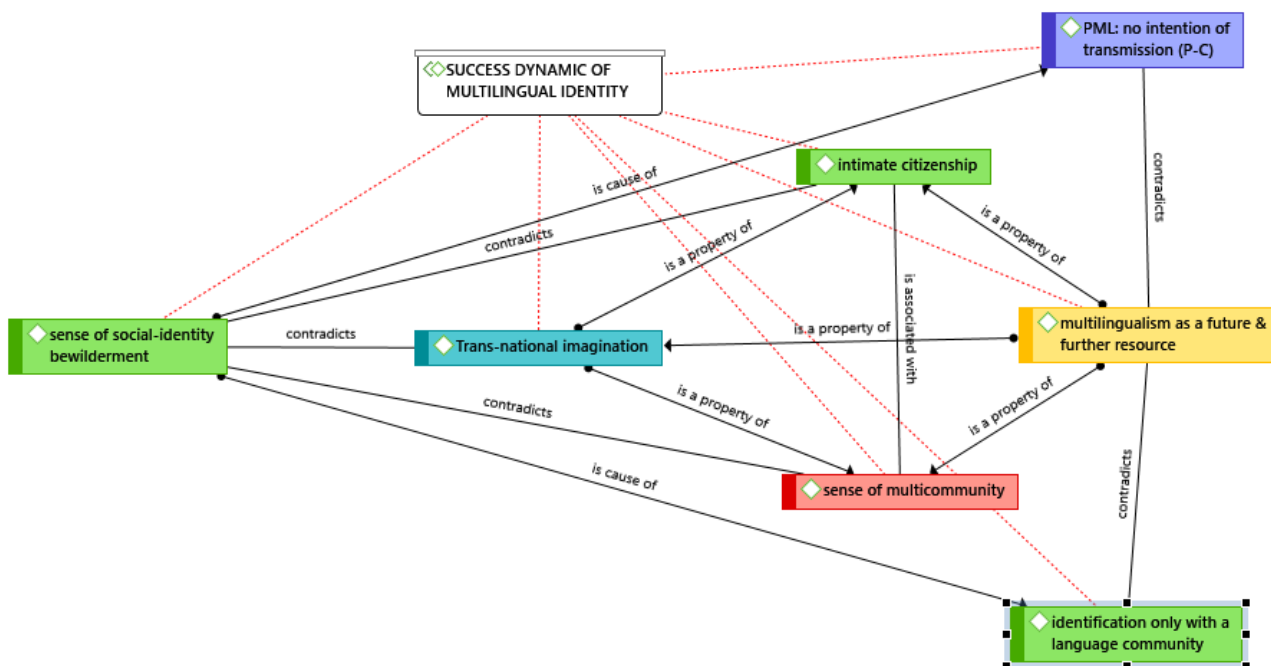 PML: no intention of
transmission (P-C)
SUCCESS DYNAMIC OF
MULTILINGUAL IDENTITY
intimate citizenship
is cause of
contradicts
contradicts
is a property of
is a property of
is associated with
sense of social-identity
bewilderment
contradicts
Trans-national imagination
is a property of
multilingualism as a future &
further resource
is a property of
is a property of
contradicts
is cause of
sense of multicommunity
contradicts
identification only with a
language community